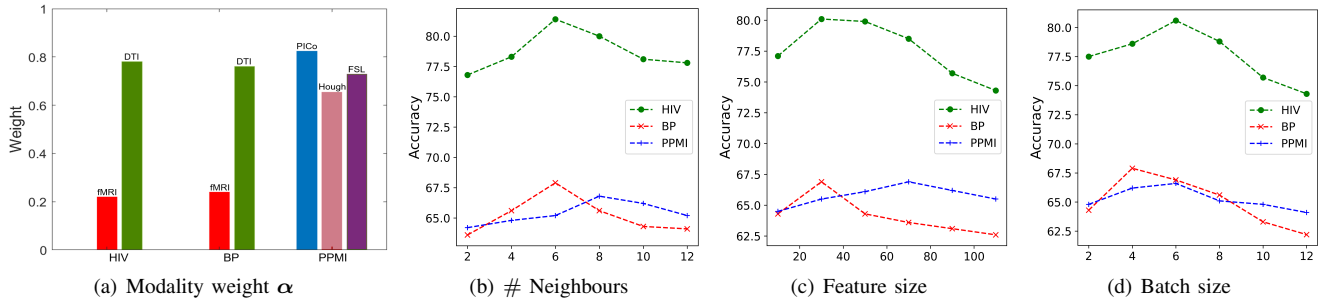 1
0.8
0.6
0.4
0.2
0
Weight
fMRI
DTI
fMRI
DTI
PICo
Hough
FSL
HIV
BP
PPMI
(a) Modality weight α
80.0
77.5
75.0
72.5
70.0
67.5
65.0
Accuracy
HIV
BP
PPMI
2 4 6 8 10 12
(b) # Neighbours
80.0
77.5
75.0
72.5
70.0
67.5
65.0
62.5
Accuracy
HIV
BP
PPMI
20 40 60 80 100
(c) Feature size
80.0
77.5
75.0
72.5
70.0
67.5
65.0
62.5
Accuracy
HIV
BP
PPMI
2 4 6 8 10 12
(d) Batch size